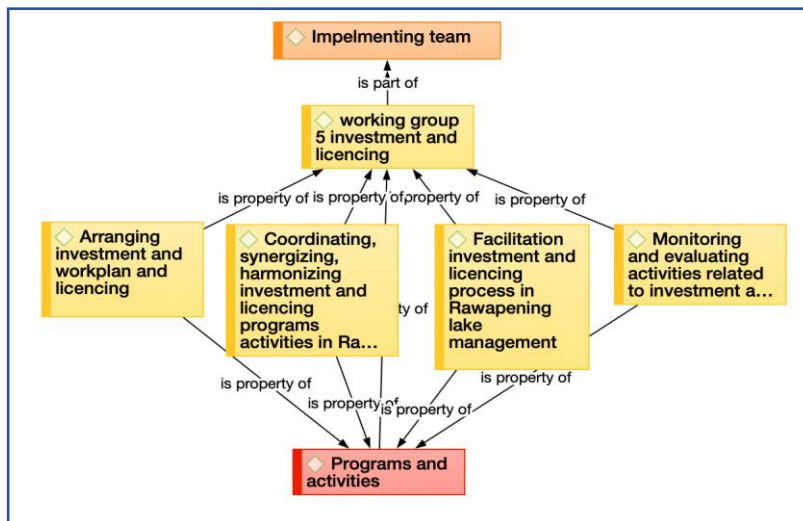 Impelmenting team
is part of
working group
5 investment and
licencing
is property of
is property of
property of
is property of
Arranging
investment and
workplan and
licencing
Coordinating,
synergizing,
harmonizing
investment and
licencing
programs
activities in Ra...
Facilitation
investment and
licencing
process in
Rawapening
lake
management
Monitoring
and evaluating
activities related
to investment a...
ty of
is property of
is property of
is property of
is property of
Programs and
activities